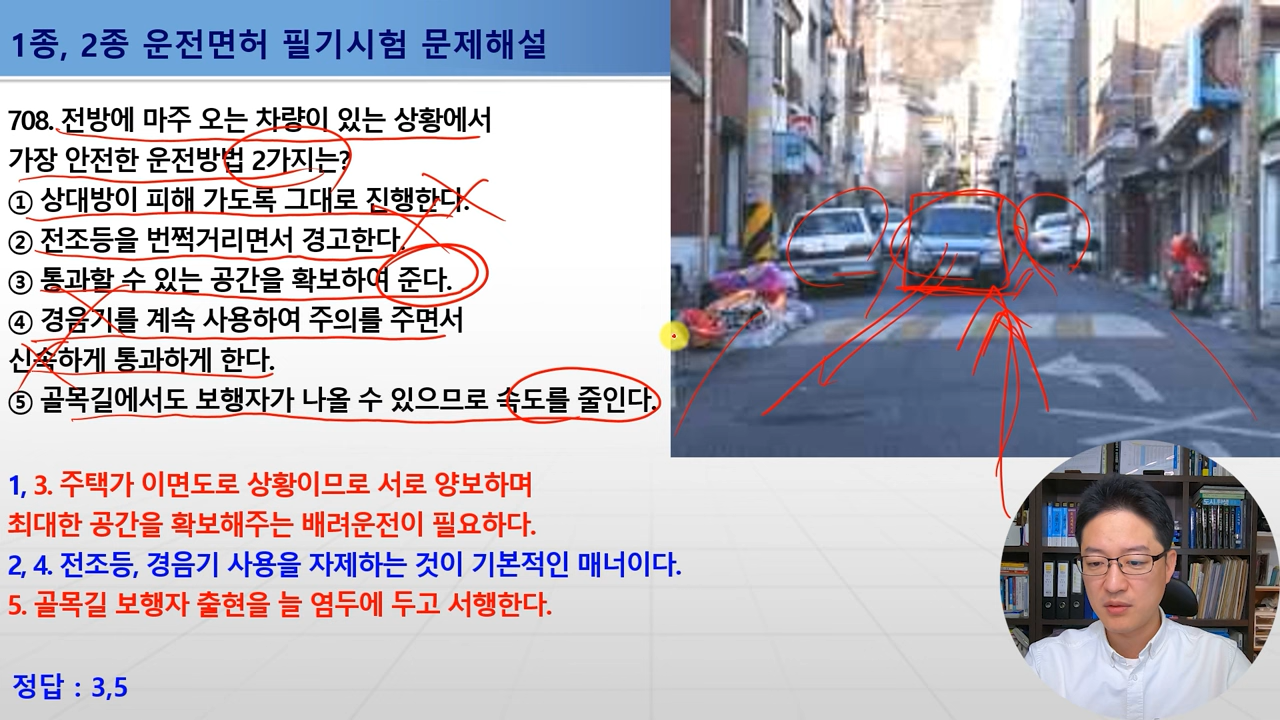 1종, 2종 운전면허 필기시험 문제해설
708. 전방에 마주 오는 차량이 있는 상황에서
가장 안전한 운전방법 2가지는?
① 상대방이 피해 가도록 그대로 진행한다.
② 전조등을 번쩍거리면서 경고한다.
③ 통과할 수 있는 공간을 확보하여 준다.
④ 경음기를 계속 사용하여 주의를 주면서
신속하게 통과하게 한다.
⑤ 골목길에서도 보행자가 나올 수 있으므로 속도를 줄인다.
1, 3. 주택가 이면도로 상황이므로 서로 양보하며
최대한 공간을 확보해주는 배려운전이 필요하다.
2, 4. 전조등, 경음기 사용을 자제하는 것이 기본적인 매너이다.
5. 골목길 보행자 출현을 늘 염두에 두고 서행한다.
정답 : 3,5